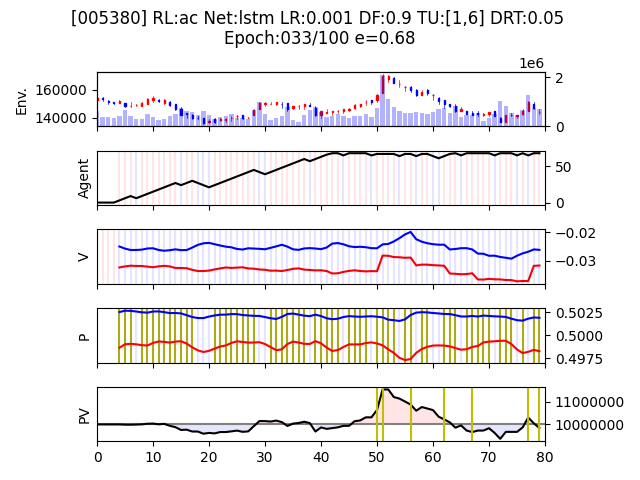 [005380] RL:ac Net:lstm LR:0.001 DF:0.9 TU:[1,6] DRT:0.05
Epoch:033/100 e=0.68
1e6
Env.
160000
140000
2
0
Agent
50
0
V
−0.02
−0.03
P
0.5025
0.5000
0.4975
PV
11000000
10000000
0 10 20 30 40 50 60 70 80